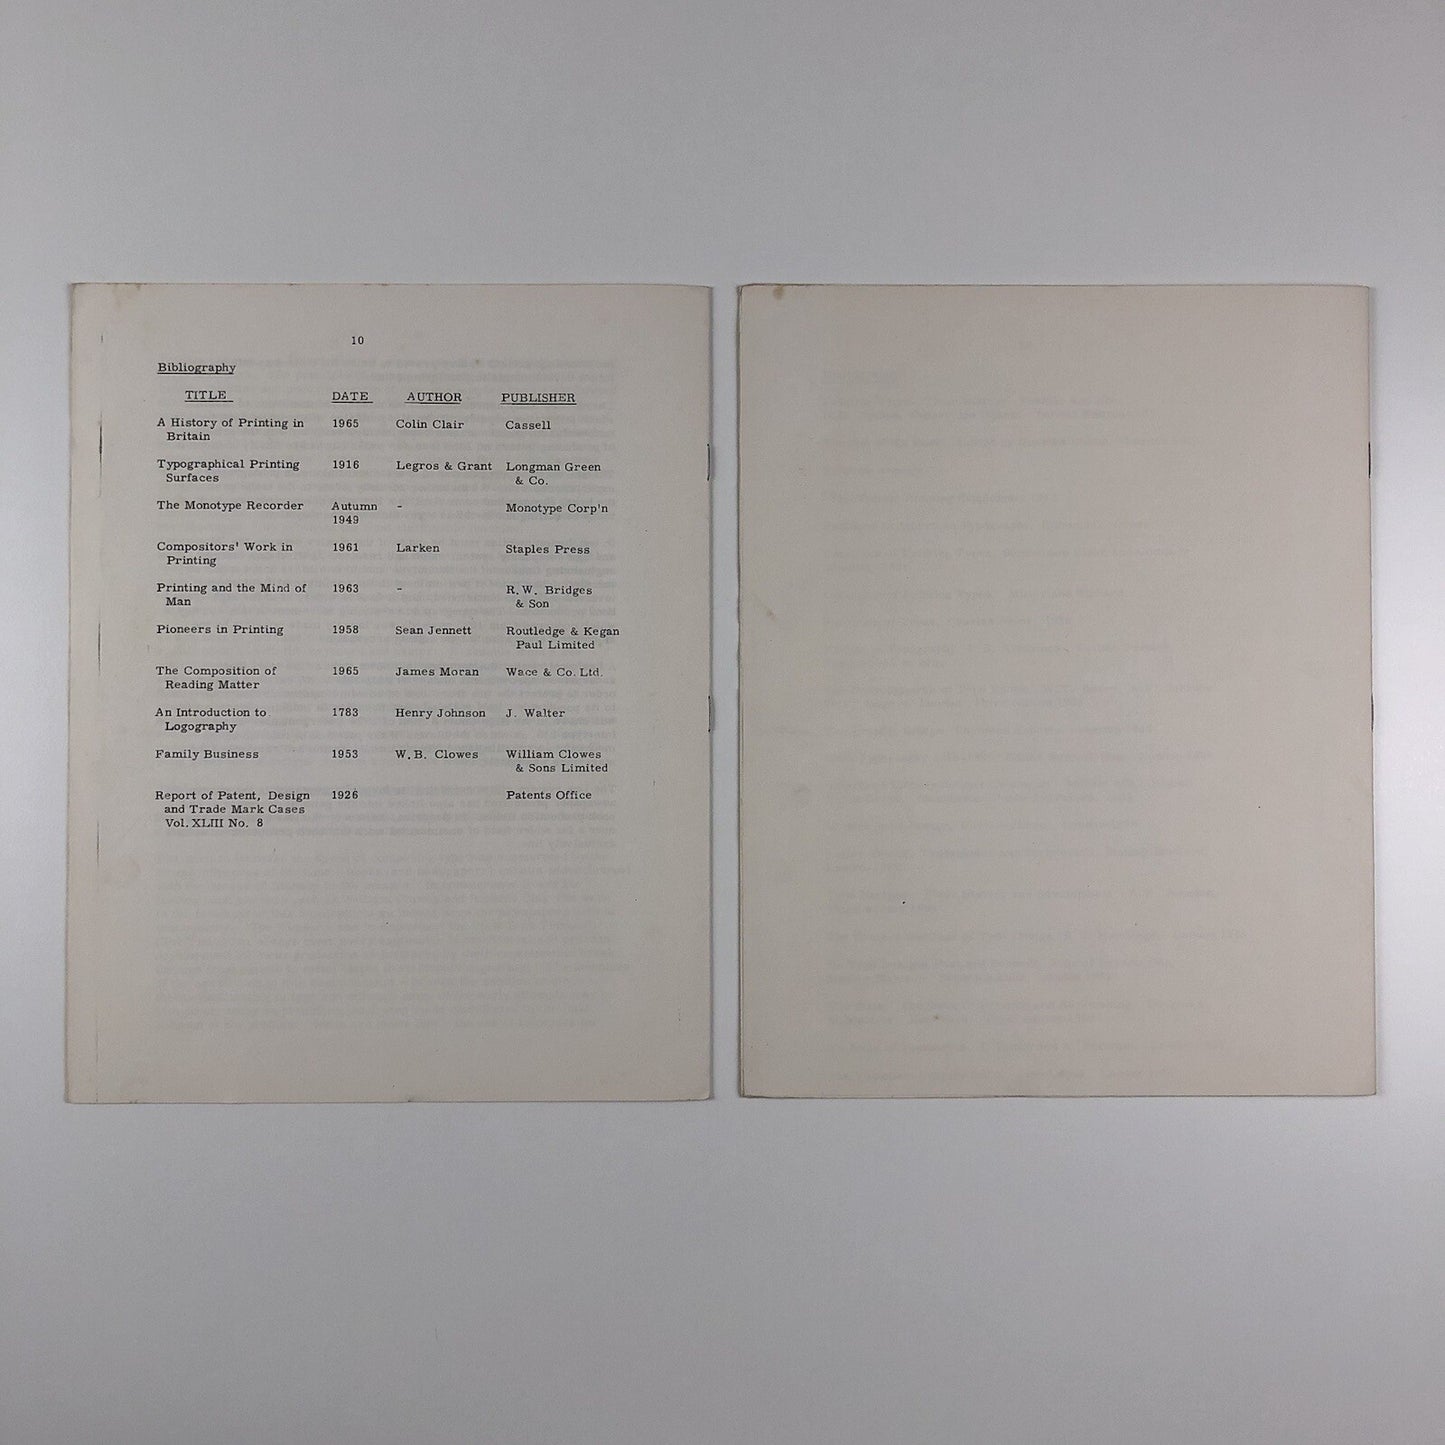 10
Bibliography
TITLE DATE AUTHOR PUBLISHER
A History of Printing in 1965 Colin Clair Cassell
Britain
Typographical Printing 1916 Legros & Grant Longman Green
Surfaces & Co.
The Monotype Recorder Autumn - Monotype Corp'n
1949
Compositors' Work in 1961 Larken Staples Press
Printing
Printing and the Mind of 1963 - R.W. Bridges
Man & Son
Pioneers in Printing 1958 Sean Jennett Routledge & Kegan
Paul Limited
The Composition of 1965 James Moran Wace & Co. Ltd.
Reading Matter
An Introduction to 1783 Henry Johnson J. Walter
Logography
Family Business 1953 W.B. Clowes William Clowes
& Sons Limited
Report of Patent, Design 1926 Patents Office
and Trade Mark Cases
Vol. XLIII No. 8